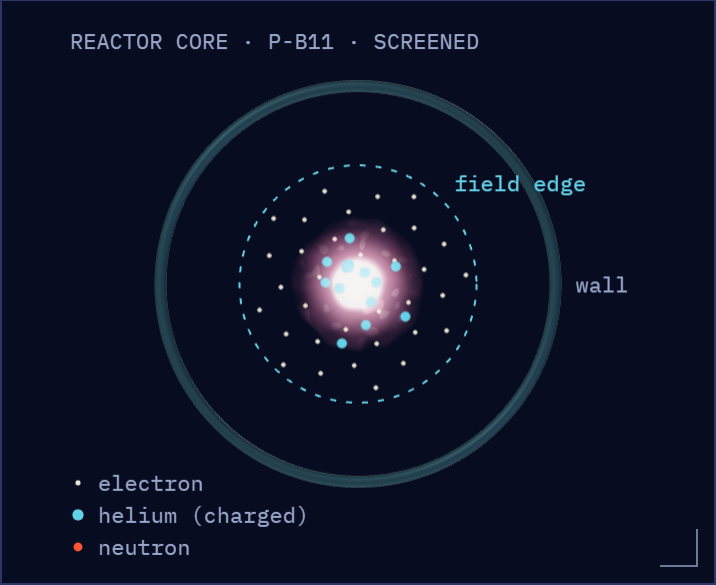 REACTOR CORE · P-B11 · SCREENED
field edge
wall
electron
helium (charged)
neutron